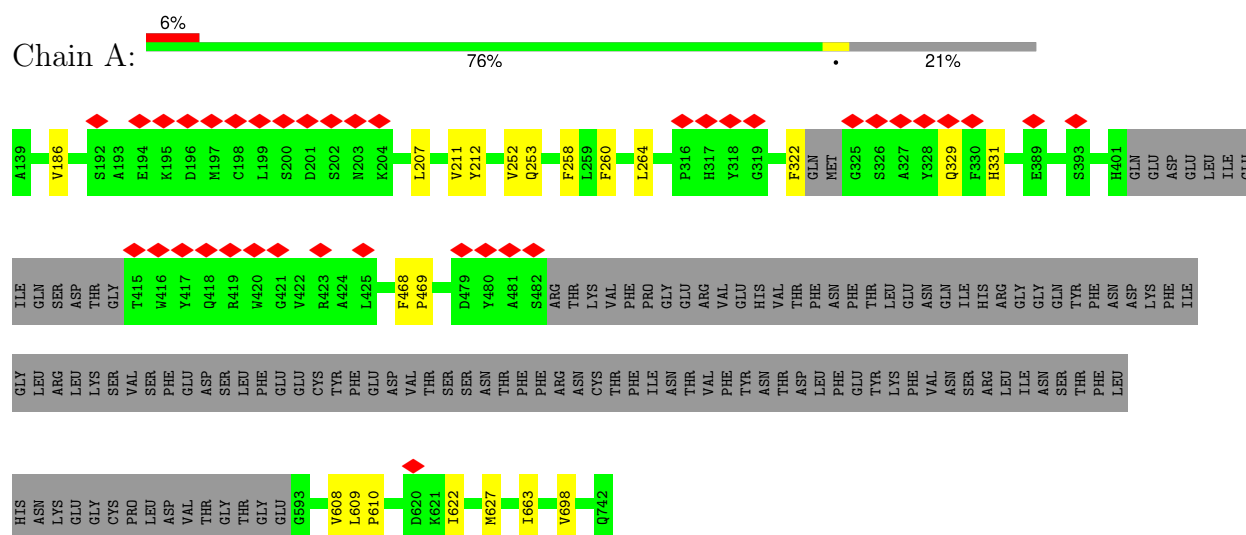 6%
Chain A:
76%
•
21%
A139 V186 S192 A193 E194 K195 D196 M197 C198 L199 S200 D201 S202 N203 K204 L207 V211 Y212 V252 Q253 F258 L259 F260 L264 P316 H317 Y318 G319 F322 GLN MET G325 S326 A327 Y328 Q329 F330 H331 E389 S393 H401 GLN GLU ASP GLU LEU ILE
ILE GLN SER ASP THR GLY T415 W416 Y417 Q418 R419 W420 G421 V422 R423 A424 L425 F468 P469 D479 Y480 A481 S482 ARG THR LYS VAL PHE PRO GLY GLU ARG VAL GLU HIS VAL THR PHE ASN PHE THR LEU GLU ASN GLN ILE HIS ARG GLY GLY GLN TYR PHE ASN ASP LYS PHE ILE
GLY LEU ARG LEU LYS SER VAL SER PHE GLU ASP SER LEU PHE GLU GLU CYS TYR PHE GLU ASP VAL THR SER SER ASN THR PHE PHE ARG ASN CYS THR PHE ILE ASN THR VAL PHE TYR ASN THR ASP LEU PHE GLU TYR LYS PHE VAL ASN SER ARG LEU ILE ASN SER THR PHE LEU
HIS ASN LYS GLU GLY CYS PRO LEU ASP VAL THR GLY THR GLY GLU G593 V608 L609 P610 D620 K621 I622 M627 I663 V698 Q742